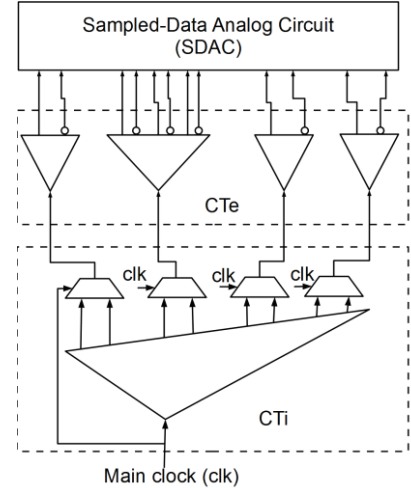 Sampled-Data Analog Circuit
(SDAC)
CTe
clk
clk
clk
CTi
Main clock (clk)